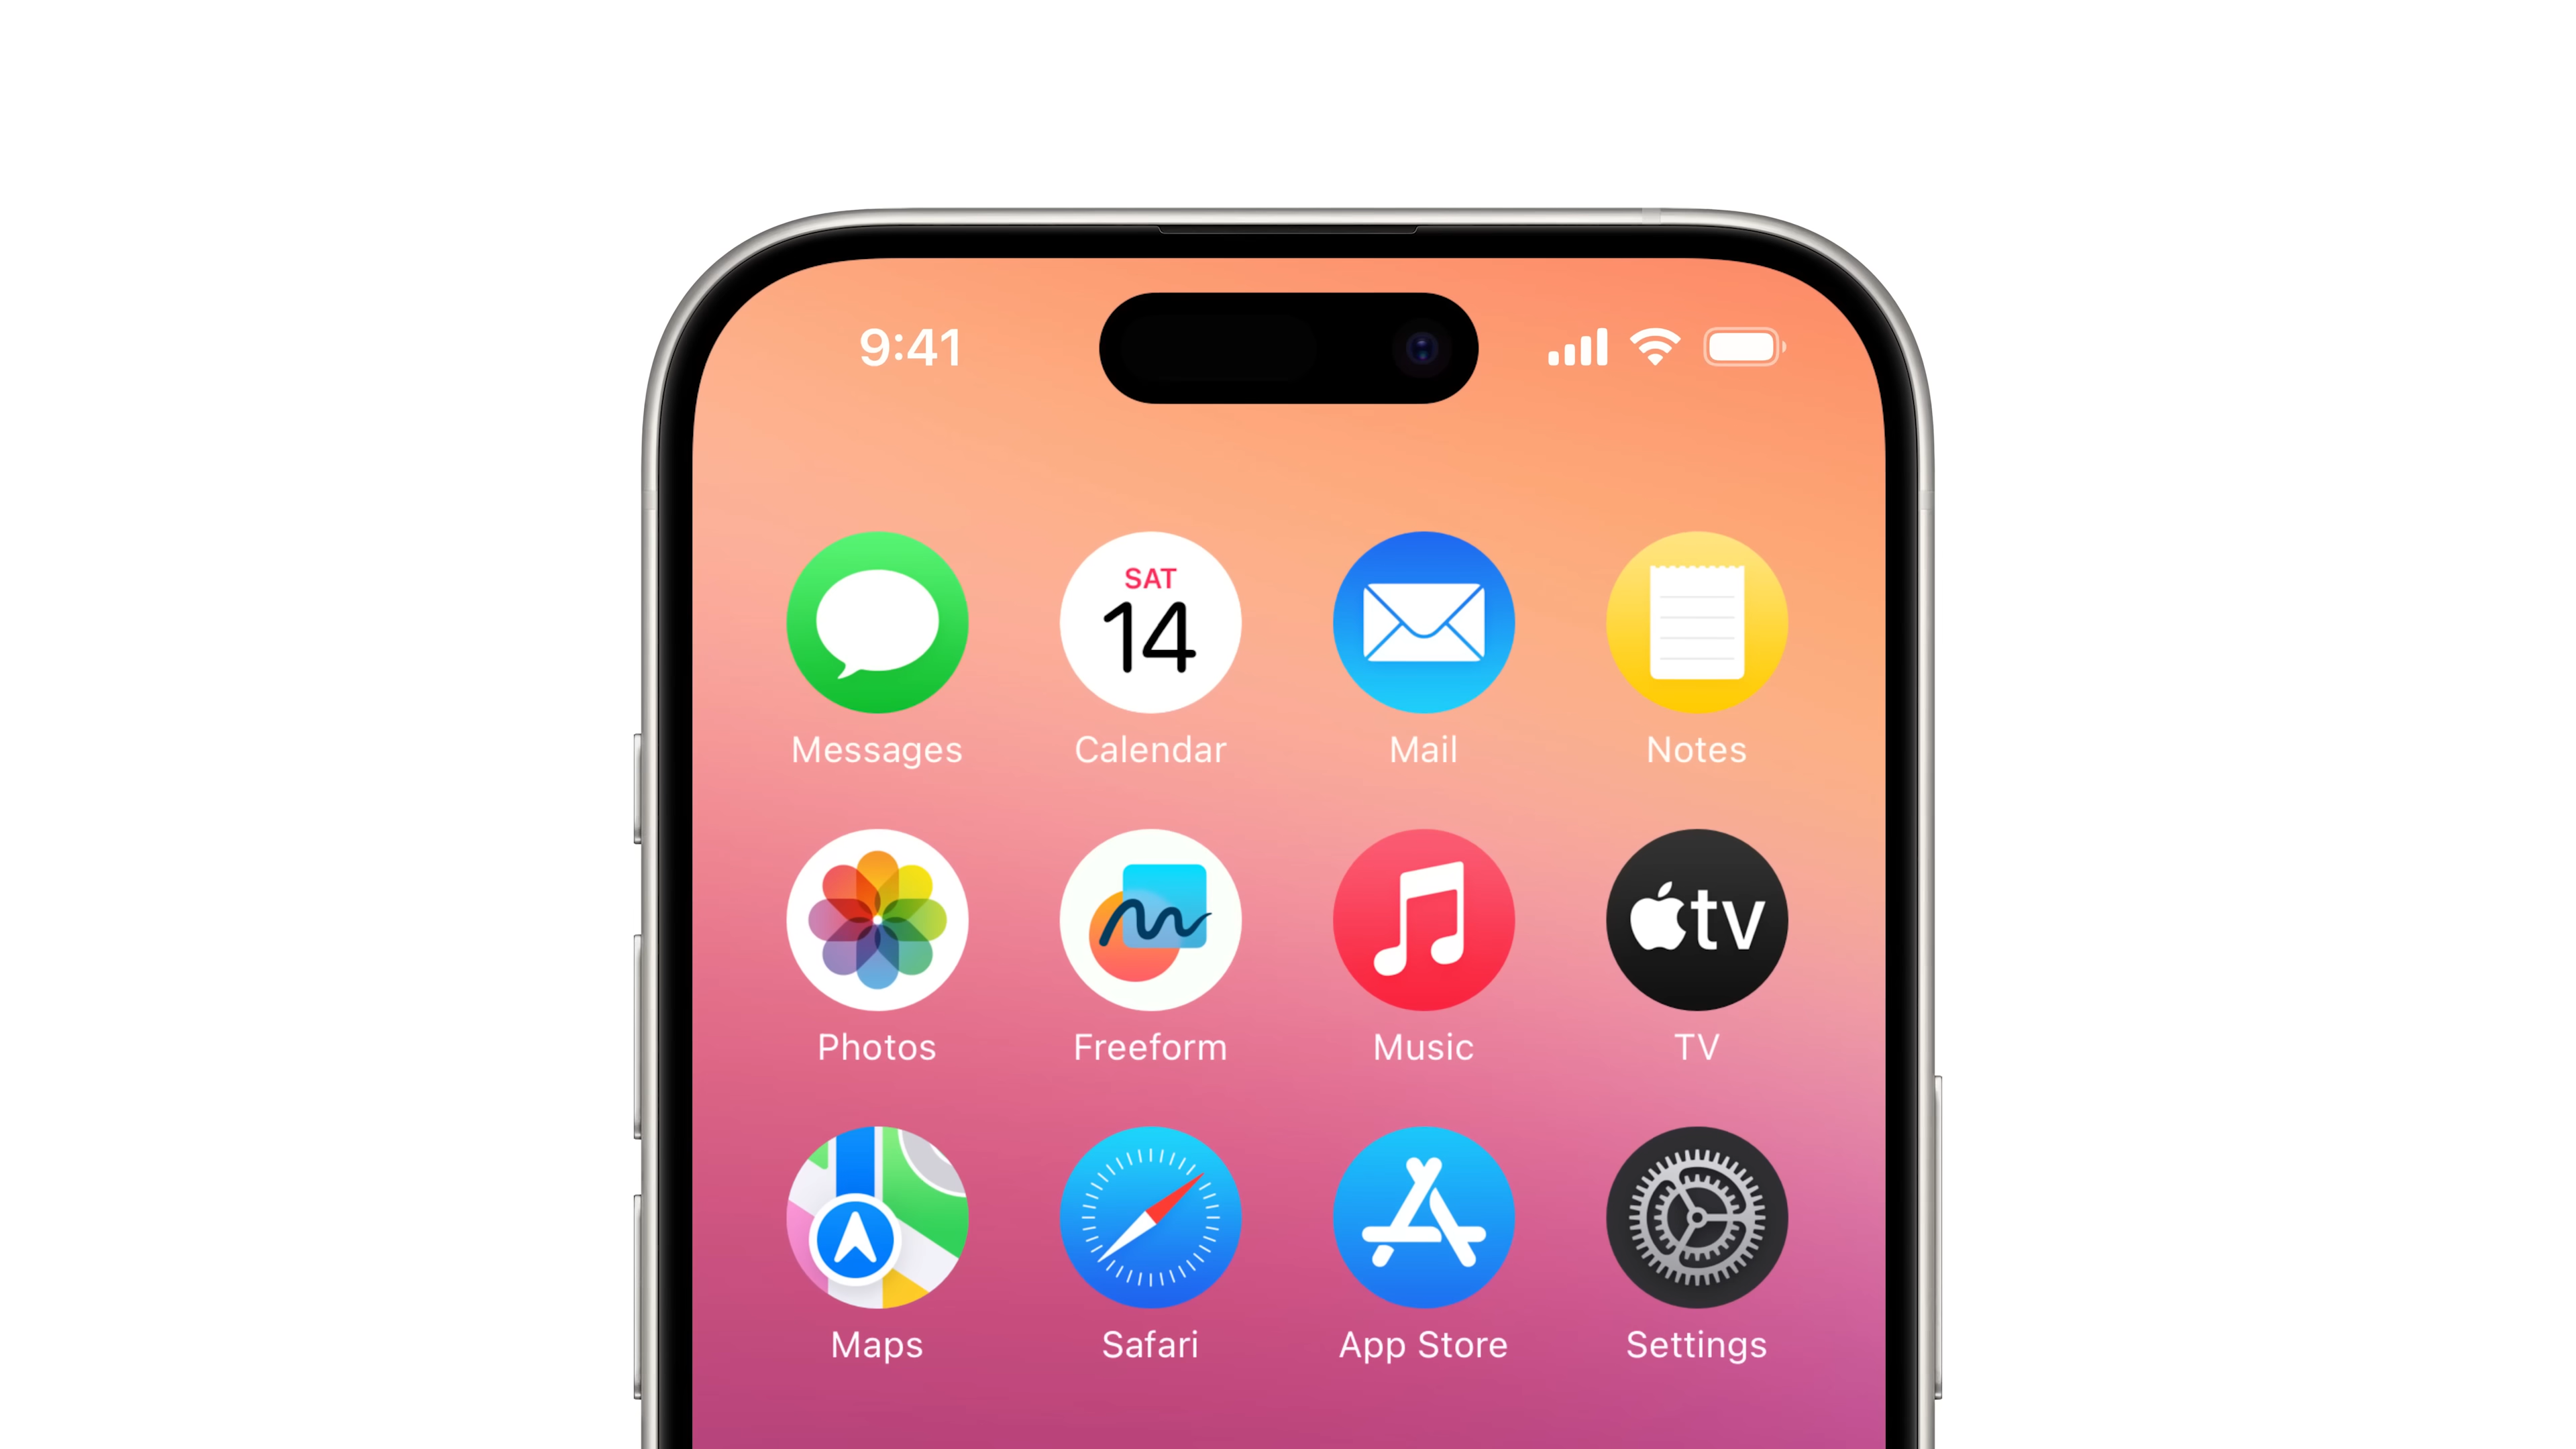 9:41
SAT
14
Messages Calendar Mail Notes
tv
Photos Freeform Music TV
Maps Safari App Store Settings